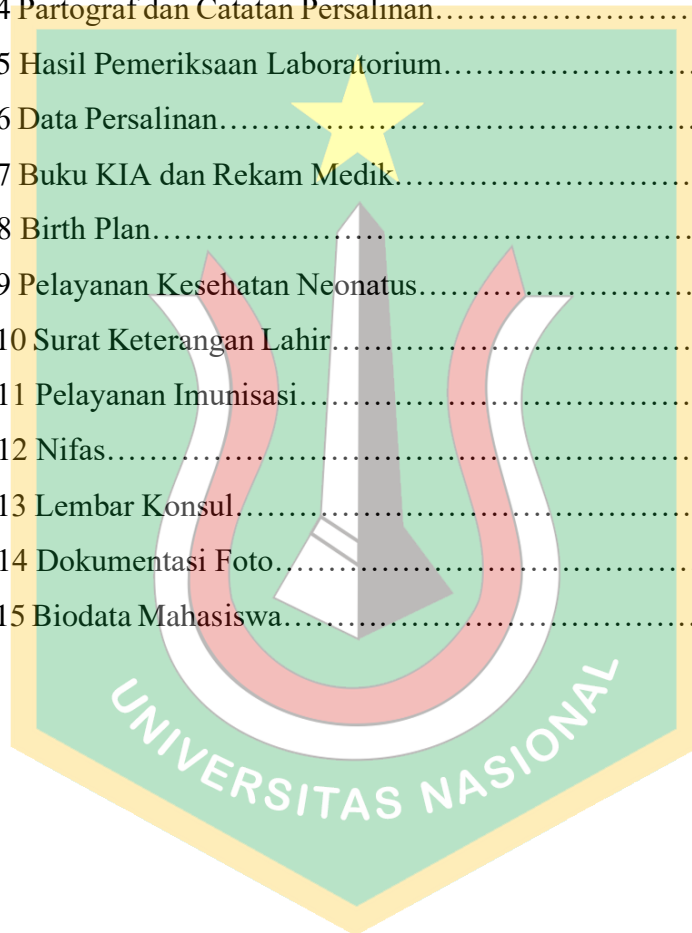 4 Partograf dan Catatan Persalinan……………………
5 Hasil Pemeriksaan Laboratorium……………………
6 Data Persalinan……………………………………
7 Buku KIA dan Rekam Medik………………………
8 Birth Plan……………………………………………
9 Pelayanan Kesehatan Neonatus………………………
10 Surat Keterangan Lahir………………………………
11 Pelayanan Imunisasi…………………………………
12 Nifas…………………………………………………
13 Lembar Konsul………………………………………
14 Dokumentasi Foto……………………………………
15 Biodata Mahasiswa……………………………………
UNIVERSITAS NASIONAL